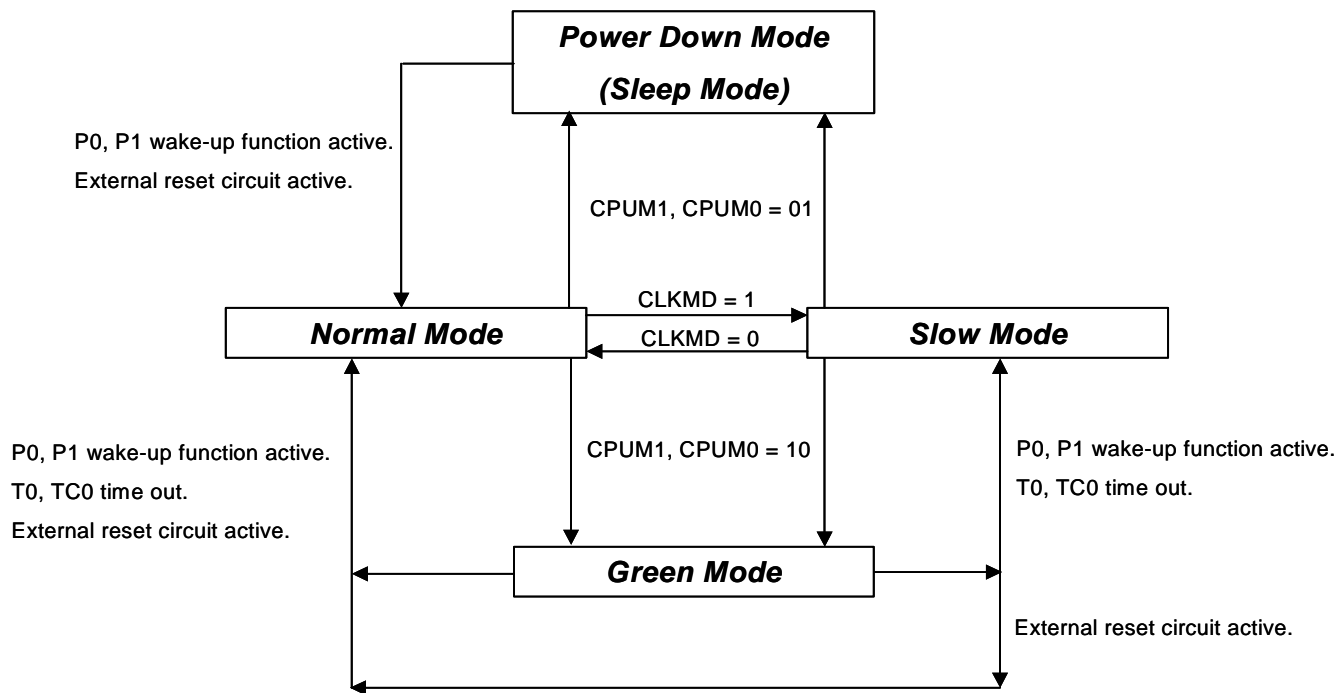 Power Down Mode
(Sleep Mode)
P0, P1 wake-up function active.
External reset circuit active.
CPUM1, CPUM0 = 01
CLKMD = 1
Normal Mode
Slow Mode
CLKMD = 0
P0, P1 wake-up function active.
T0, TC0 time out.
External reset circuit active.
CPUM1, CPUM0 = 10
P0, P1 wake-up function active.
T0, TC0 time out.
Green Mode
External reset circuit active.